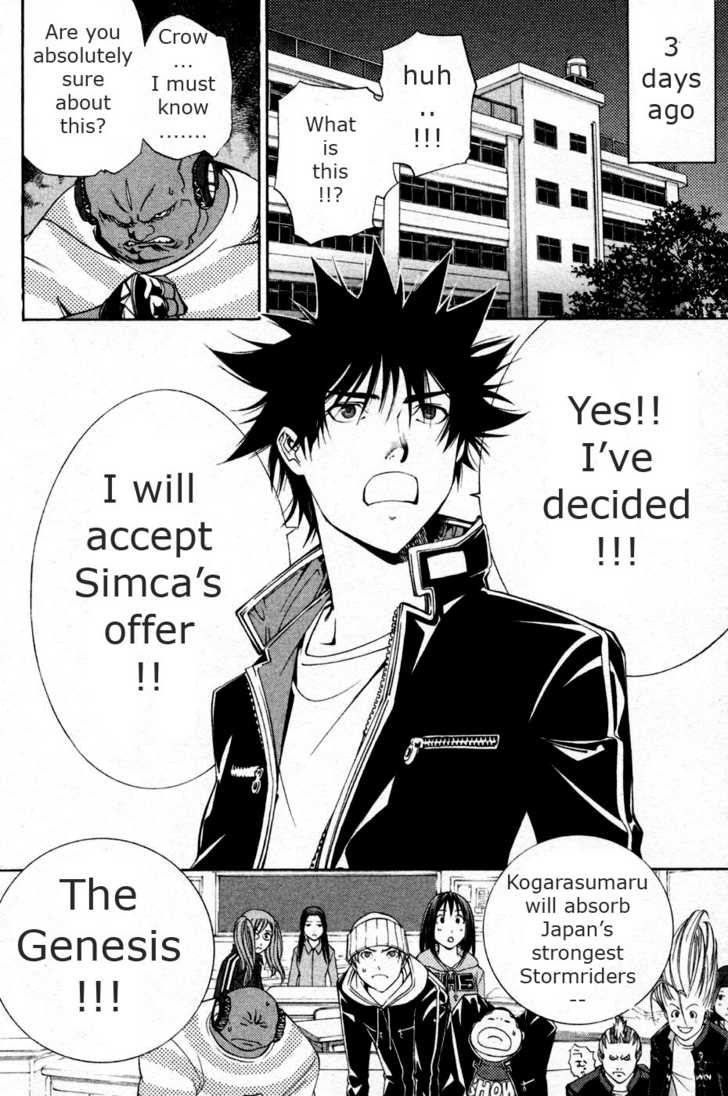 3
days
ago
huh
..
!!!
What
is
this
!!?
Crow
...
I must
know
.......
Are you
absolutely
sure
about
this?
Yes!!
I've
decided
!!!
I will
accept
Simca's
offer
!!
Kogarasumaru
will absorb
Japan's
strongest
Stormriders
--
The
Genesis
!!!
SHOW